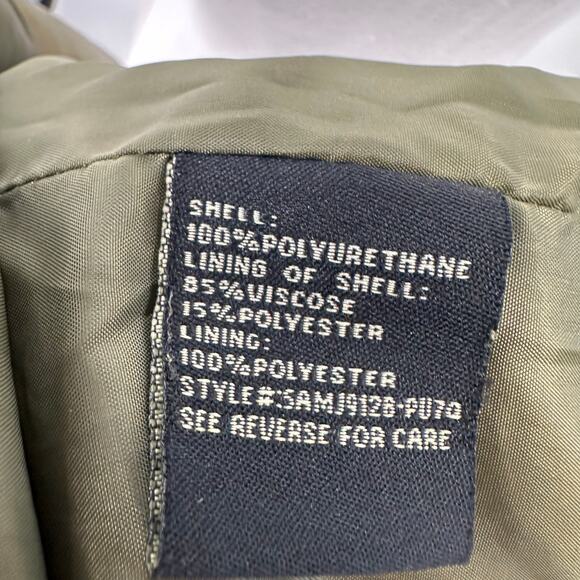 SHELL:
100%POLYURETHANE
LINING OF SHELL:
85%VISCOSE
15%POLYESTER
LINING:
100%POLYESTER
STYLE#:SAMJ9128-PU7Q
SEE REVERSE FOR CARE